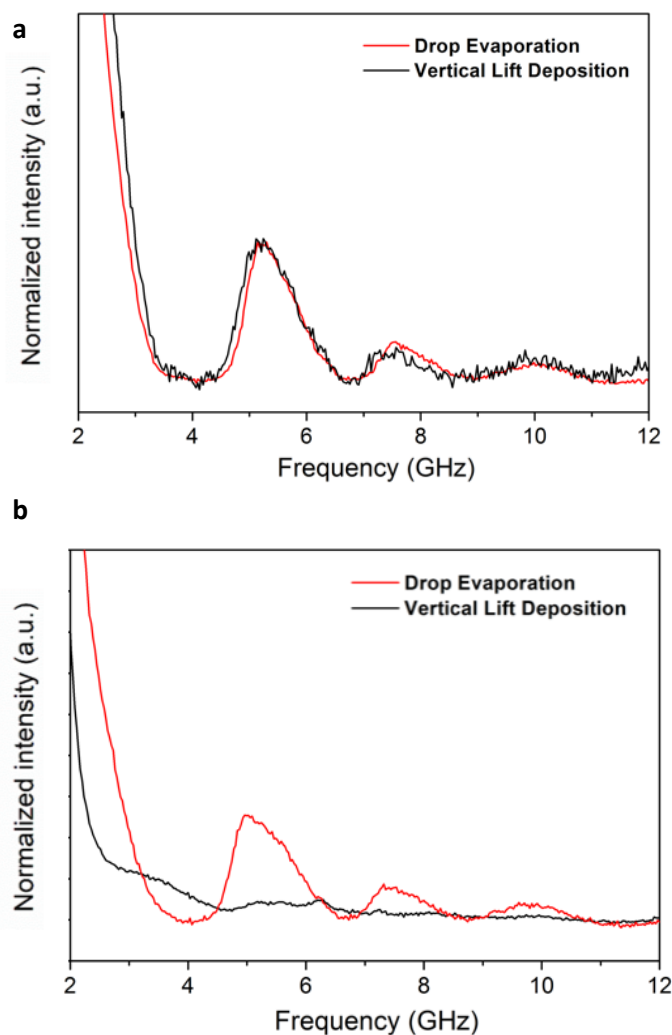 a
Drop Evaporation
Vertical Lift Deposition
Normalized intensity (a.u.)
2 4 6 8 10 12
Frequency (GHz)
b
Drop Evaporation
Vertical Lift Deposition
Normalized intensity (a.u.)
2 4 6 8 10 12
Frequency (GHz)